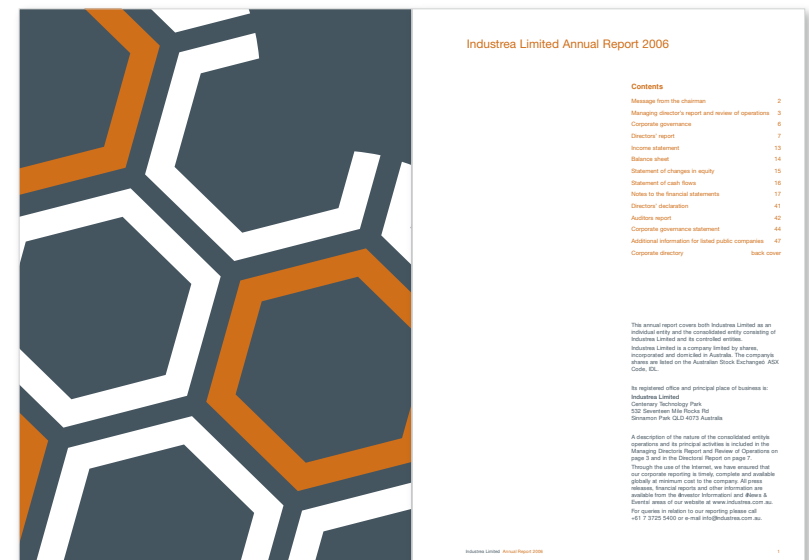 Industrea Limited Annual Report 2006
Contents
Message from the chairman 2
Managing director's report and review of operations 3
Corporate governance 6
Directors' report 7
Income statement 13
Balance sheet 14
Statement of changes in equity 15
Statement of cash flows 16
Notes to the financial statements 17
Directors' declaration 41
Auditors report 42
Corporate governance statement 44
Additional information for listed public companies 47
Corporate directory back cover
This annual report covers both Industrea Limited as an
individual entity and the consolidated entity consisting of
Industrea Limited and its controlled entities.
Industrea Limited is a company limited by shares,
incorporated and domiciled in Australia. The companyís
shares are listed on the Australian Stock Exchangeó ASX
Code, IDL.
Its registered office and principal place of business is:
Industrea Limited
Centenary Technology Park
532 Seventeen Mile Rocks Rd
Sinnamon Park QLD 4073 Australia
A description of the nature of the consolidated entityís
operations and its principal activities is included in the
Managing Directorís Report and Review of Operations on
page 3 and in the Directorsí Report on page 7.
Through the use of the Internet, we have ensured that
our corporate reporting is timely, complete and available
globally at minimum cost to the company. All press
releases, financial reports and other information are
available from the ëInvestor Informationí and ëNews &
Eventsí areas of our website at www.industrea.com.au.
For queries in relation to our reporting please call
+61 7 3725 5400 or e-mail info@industrea.com.au.
Industrea Limited Annual Report 2006 1